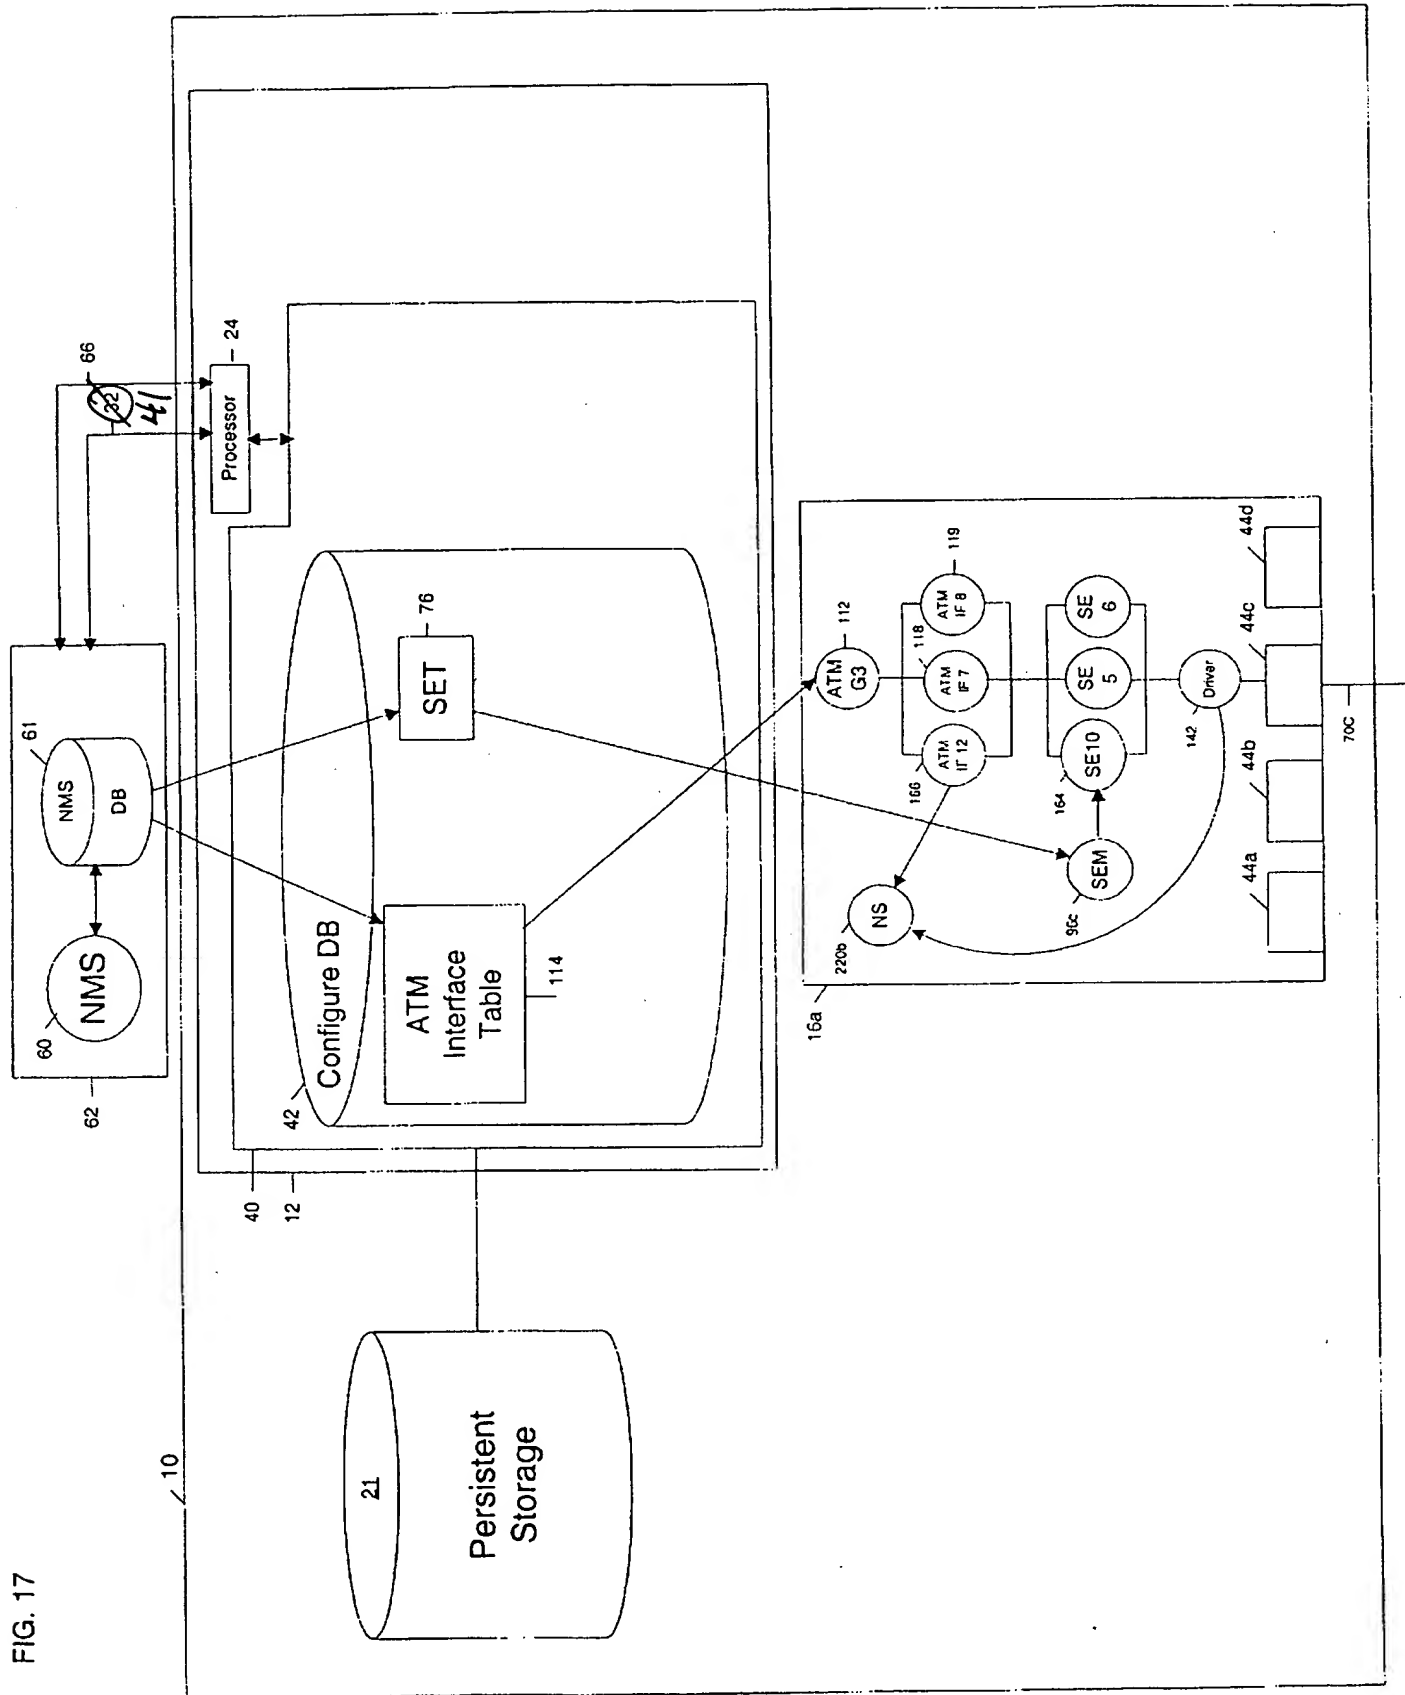 FIG. 17
62
60
NMS
61
NMS
DB
66
32
41
10
12
40
24
Processor
42
Configure DB
76
SET
ATM
Interface
Table
114
21
Persistent
Storage
16a
112
ATM
G3
166
ATM
IF 12
118
ATM
IF 7
119
ATM
IF 8
220b
NS
96c
SEM
164
SE10
SE
5
SE
6
142
Driver
44a
44b
44c
44d
70C